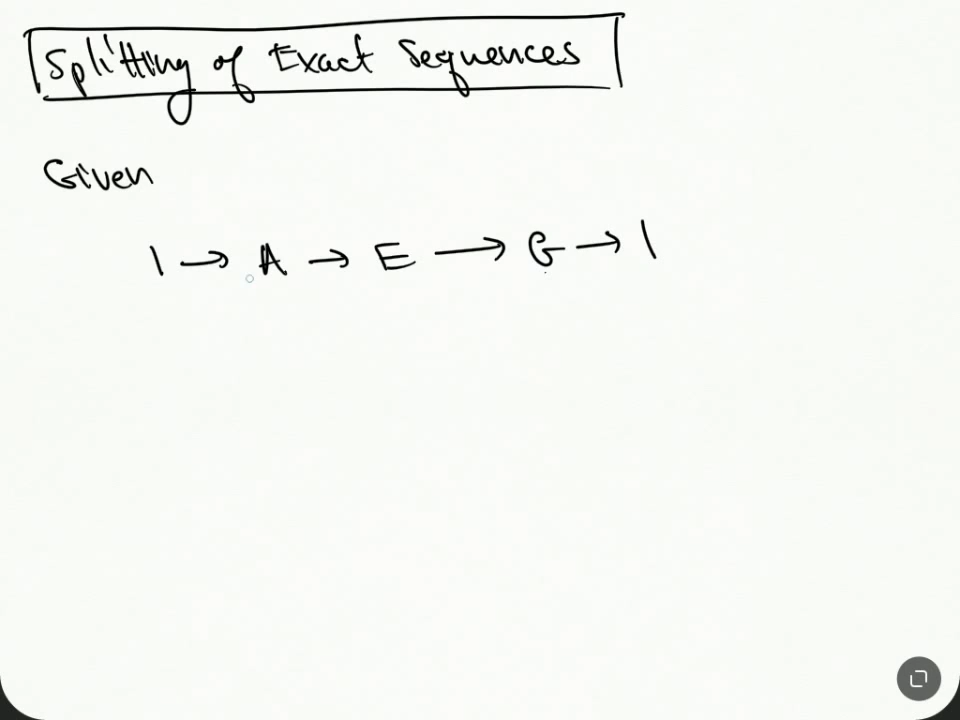 Splitting of Exact Sequences
Given
1 → A → E → G → 1